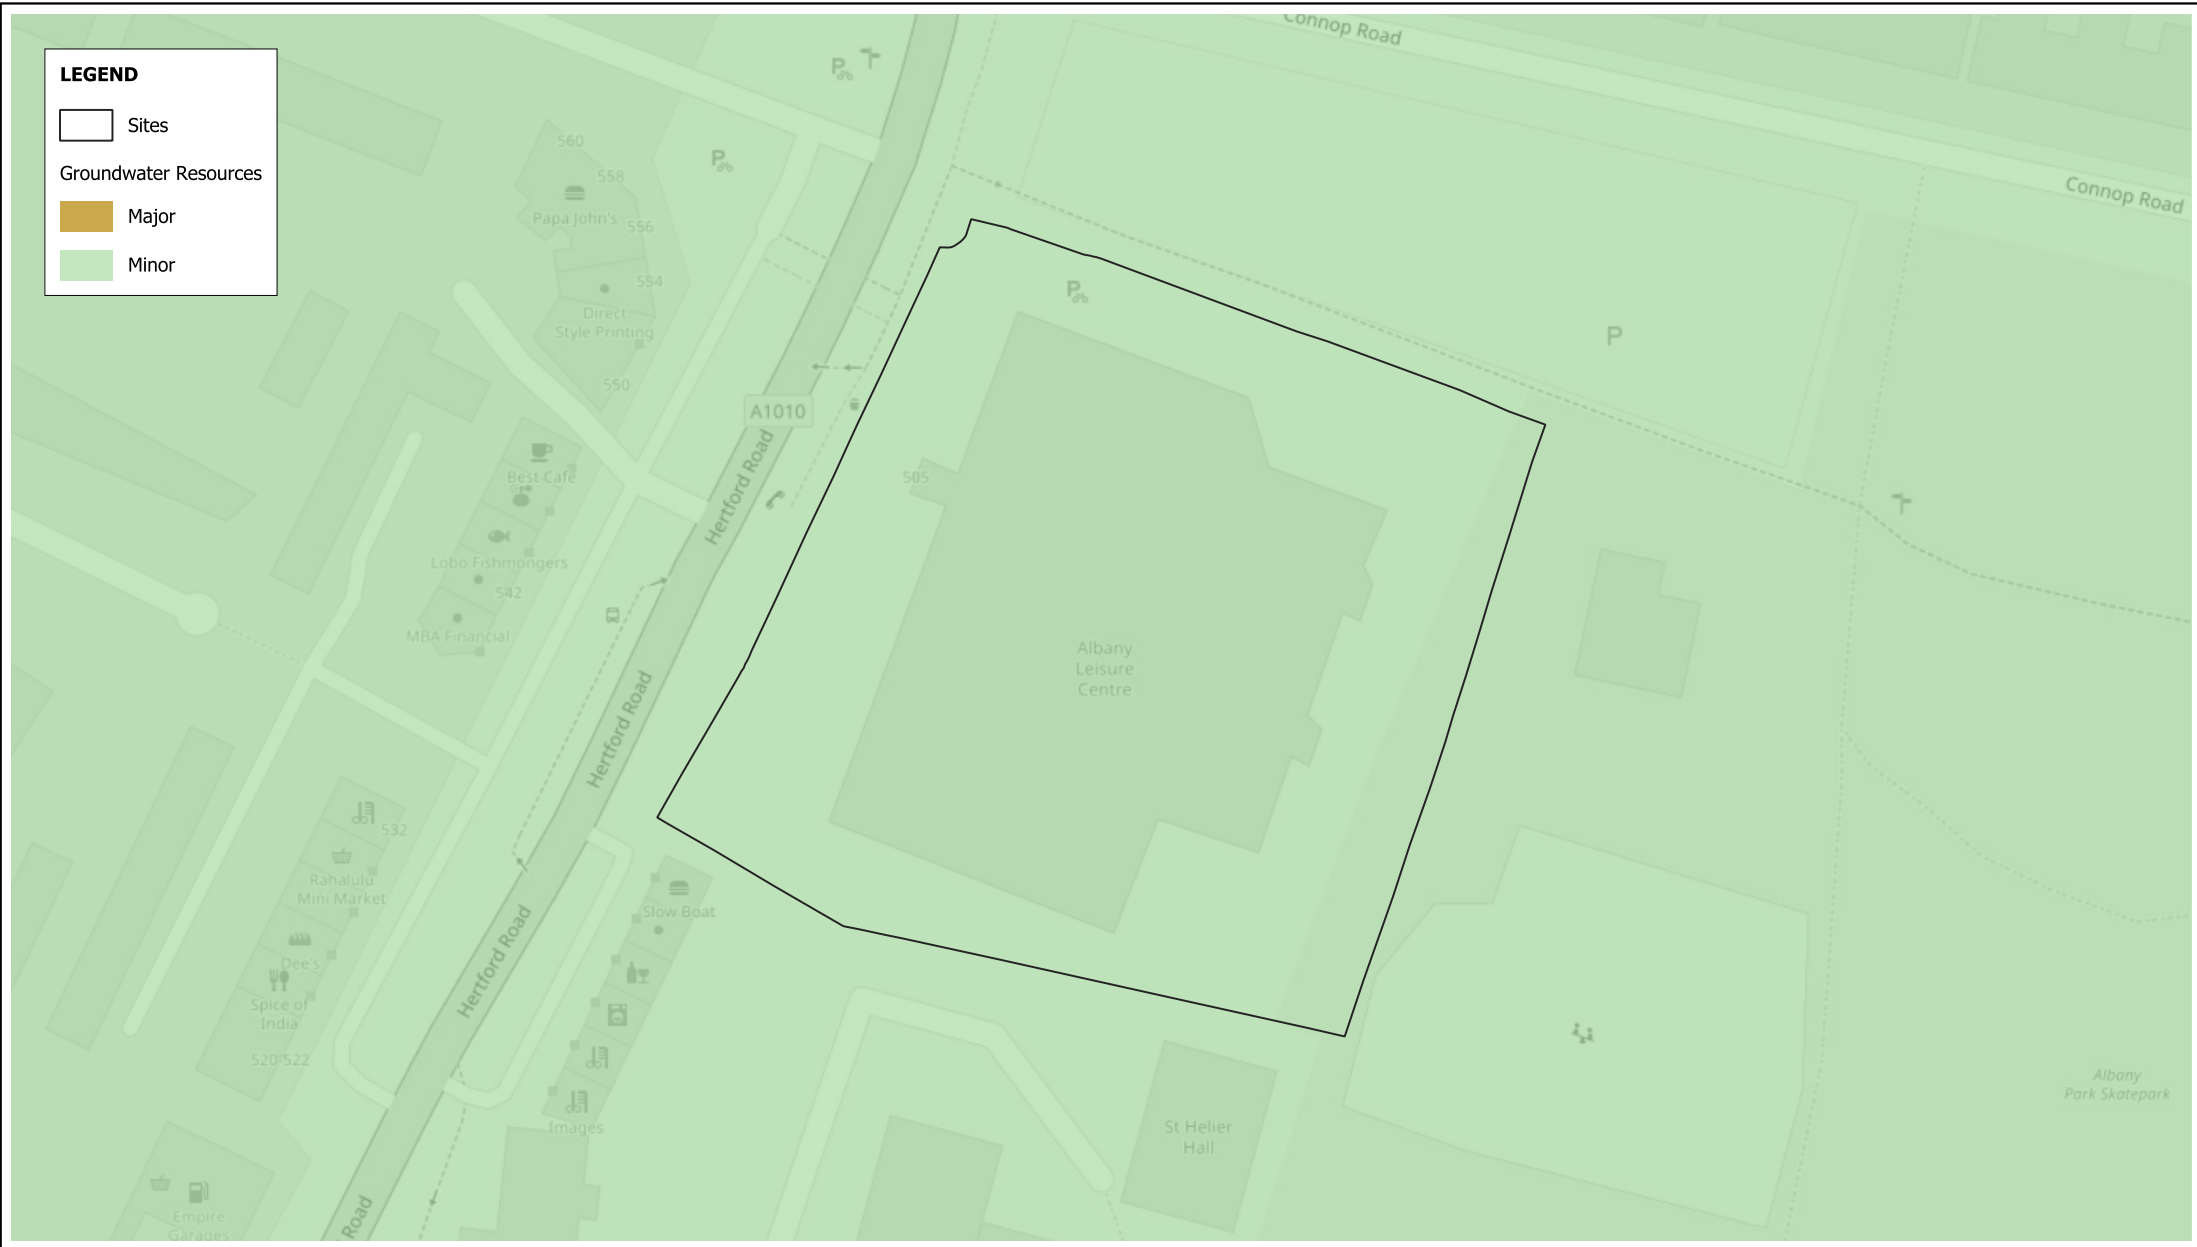 LEGEND
Sites
Groundwater Resources
Major
Minor
Connop Road
Connop Road
P
P
560
558
Papa John's
556
554
Direct
Style Printing
550
P
P
A1010
Hertford Road
Best Cafe
505
Lobo Fishmongers
542
MBA Financial
Albany
Leisure
Centre
Hertford Road
532
Rahalulu
Mini Market
Slow Boat
Dee's
Hertford Road
Spice of
India
520-522
Images
St Helier
Hall
Albany
Park Skatepark
Empire
Garages
Road